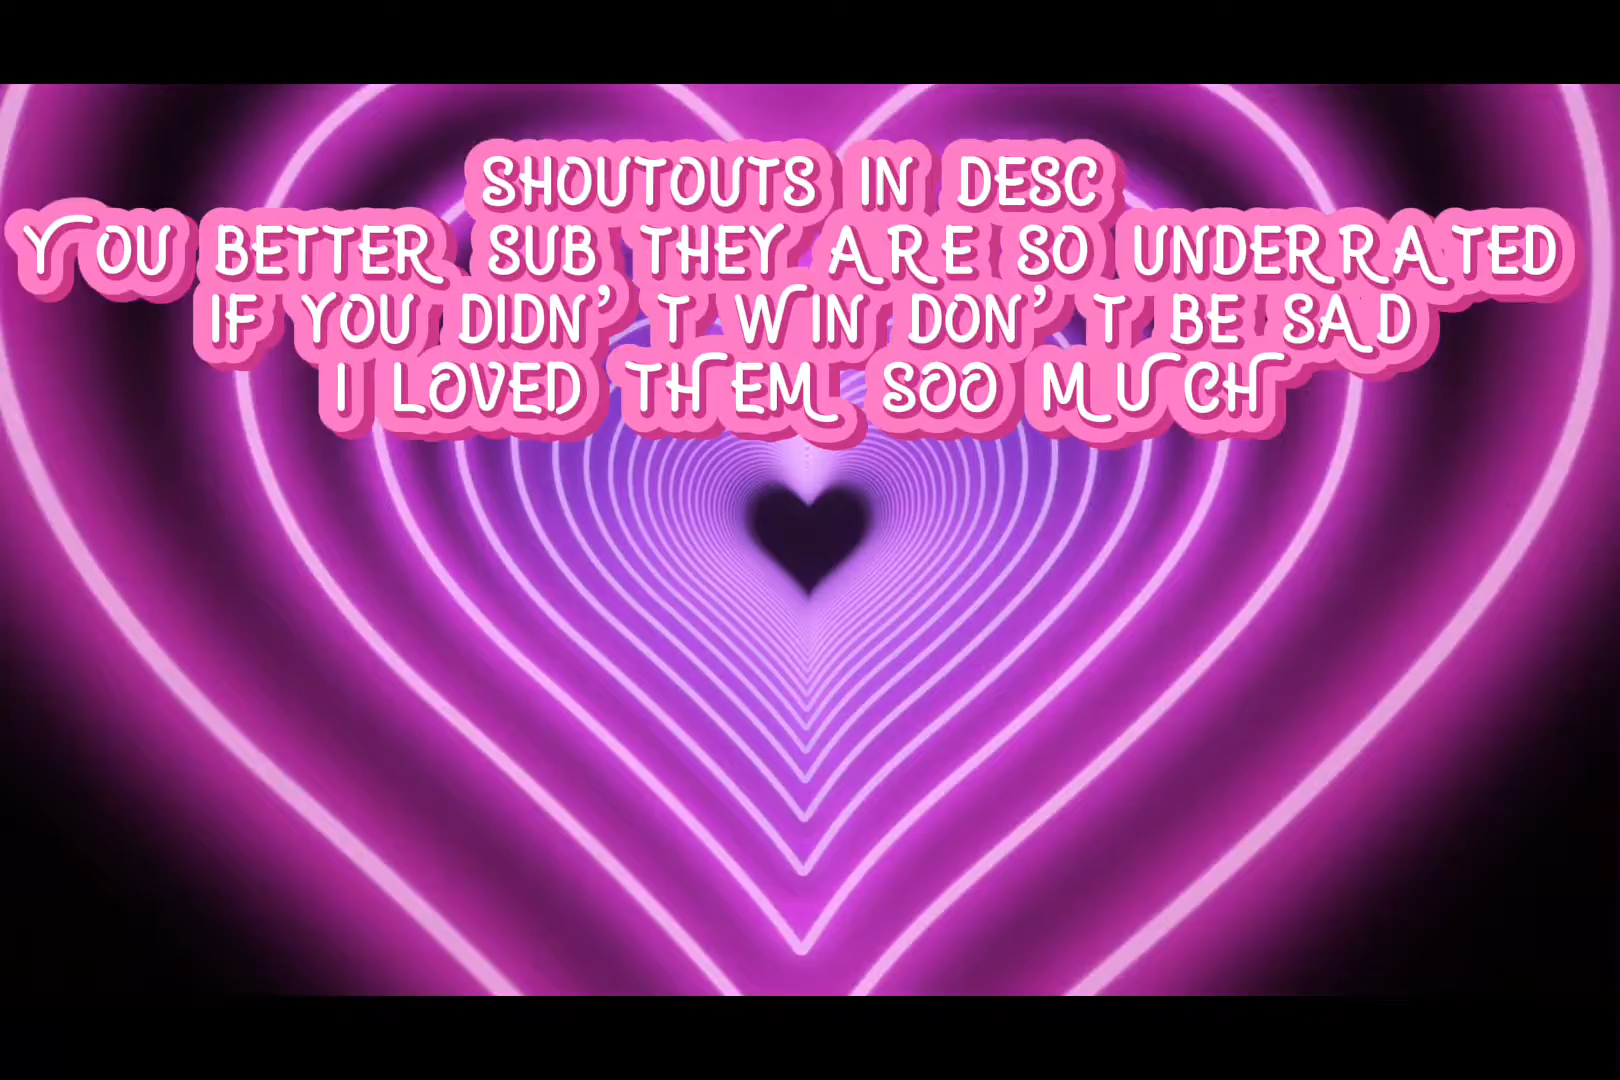 SHOUTOUTS IN DESC
YOU BETTER SUB THEY ARE SO UNDERRATED
IF YOU DIDN'T WIN DON'T BE SAD
I LOVED THEM SOO MUCH